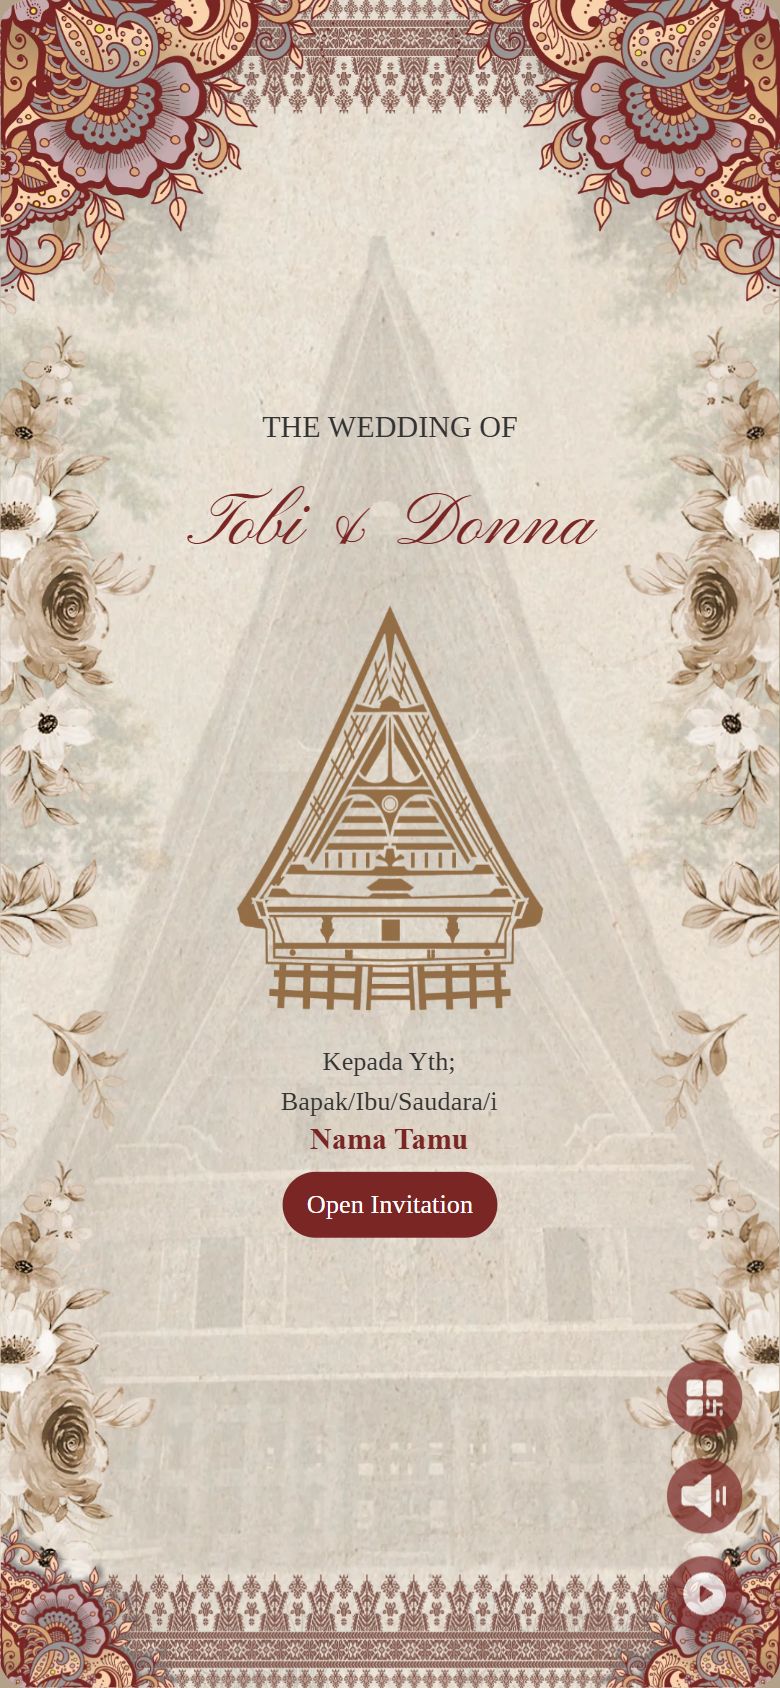 THE WEDDING OF
Tobi & Donna
Kepada Yth;
Bapak/Ibu/Saudara/i
Nama Tamu
Open Invitation